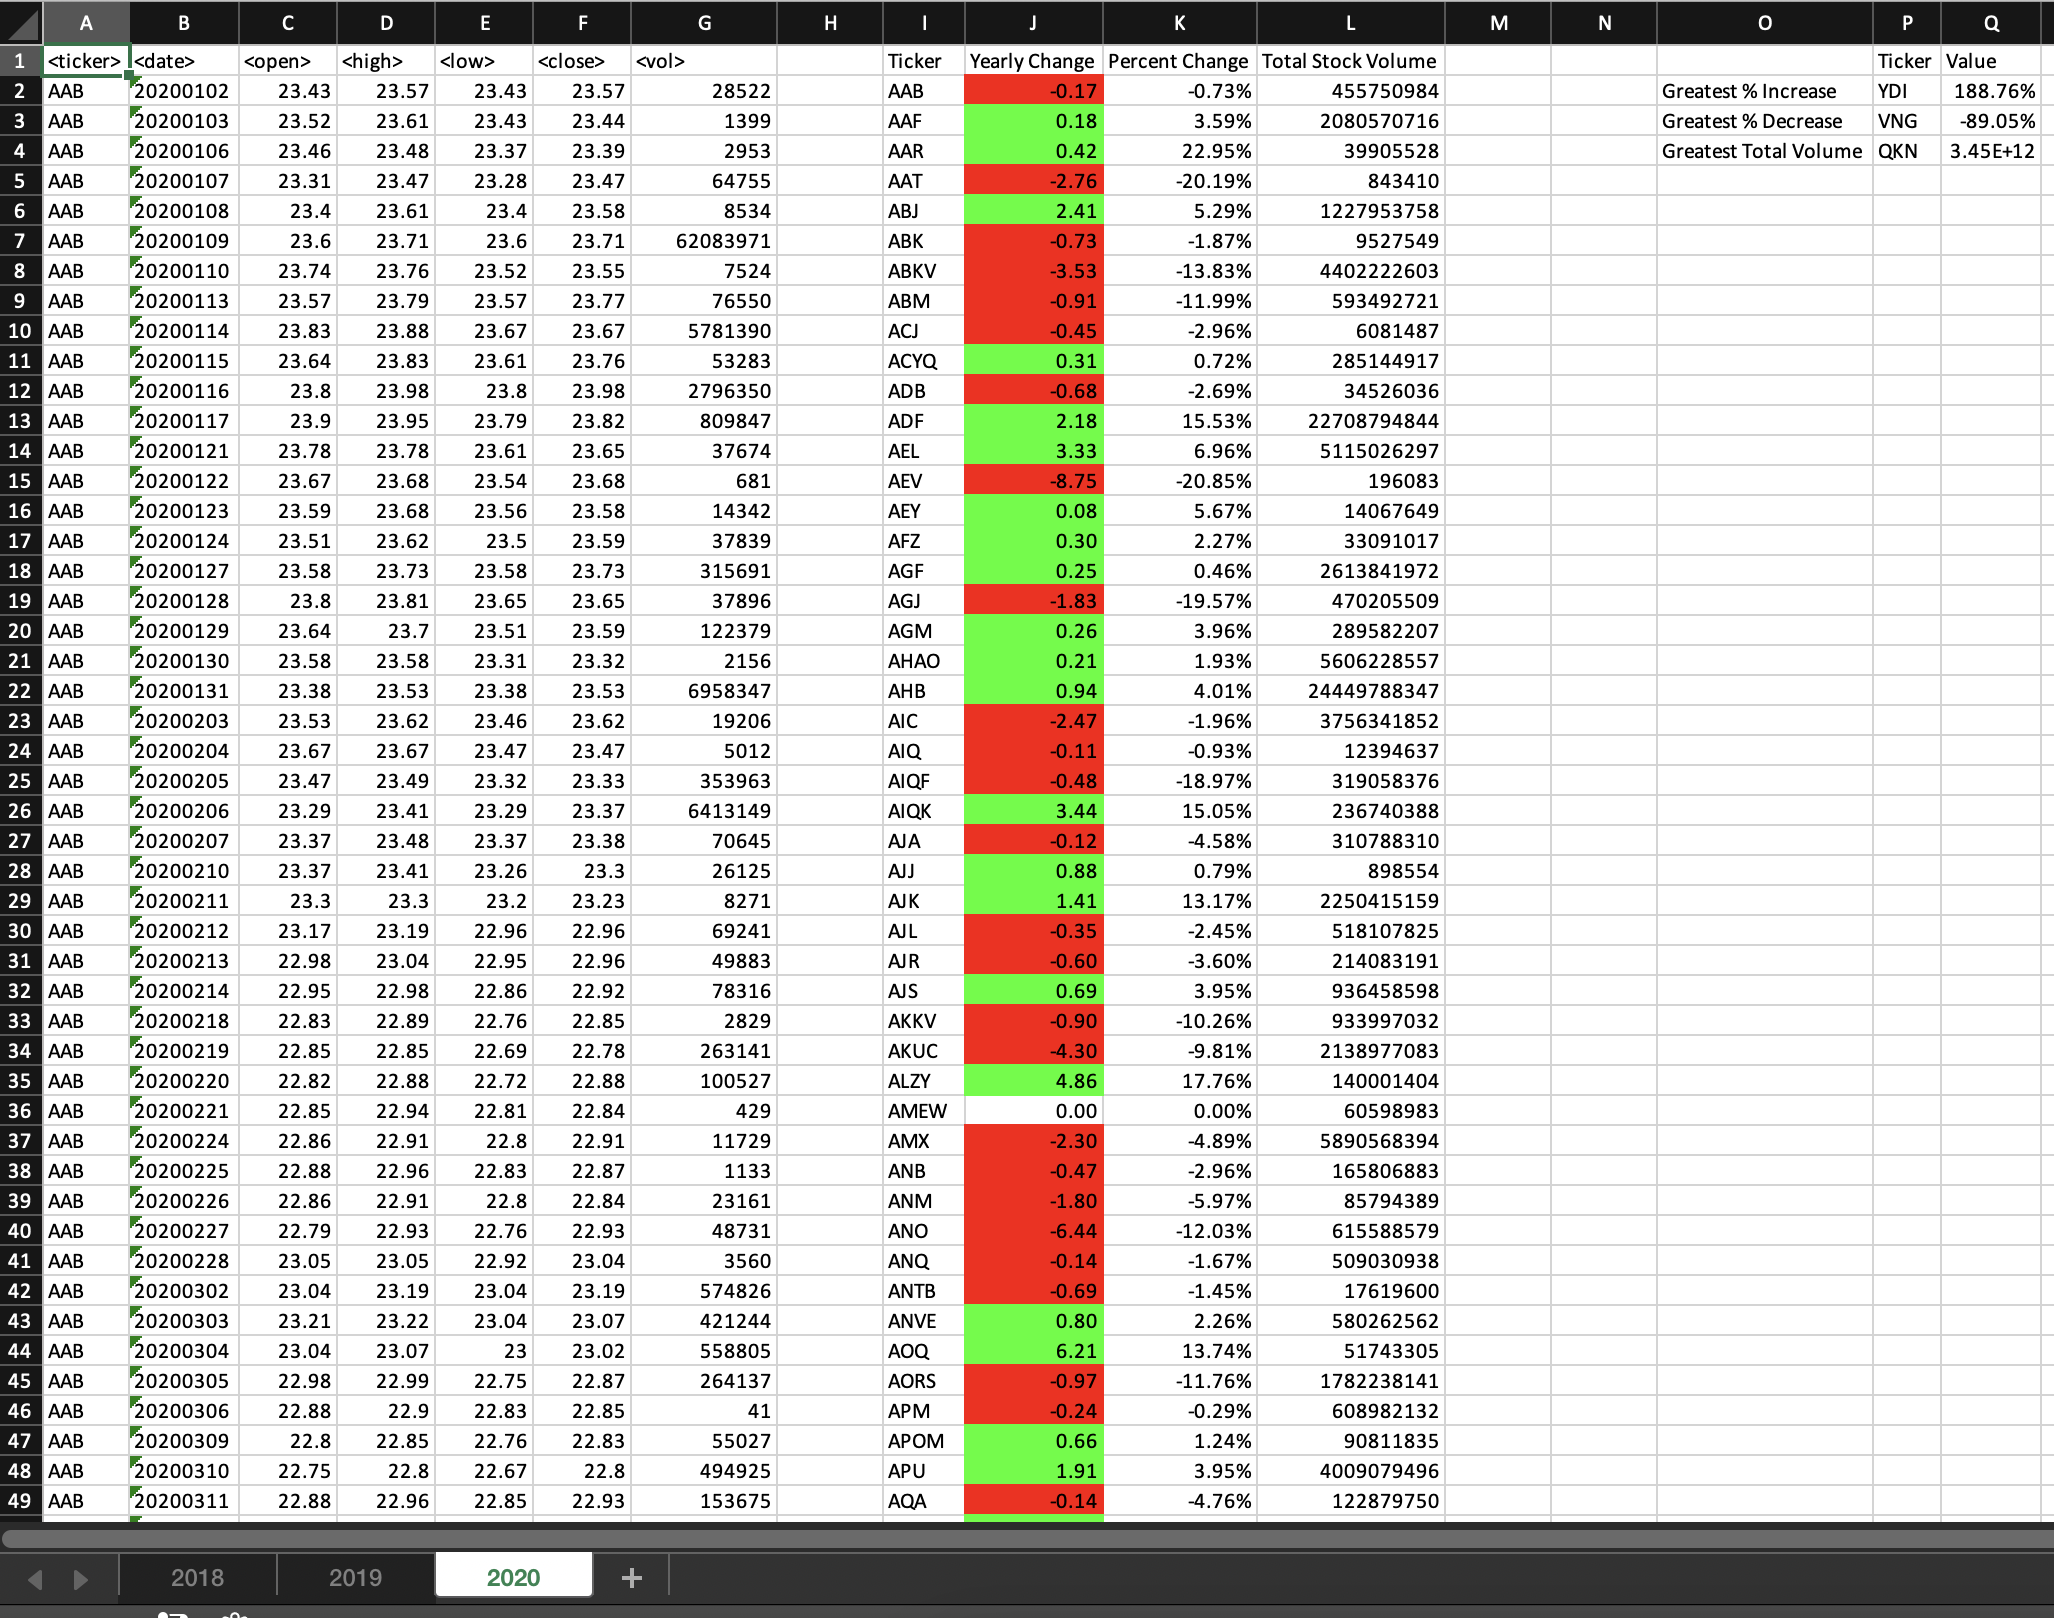 A B C D E F G H I J K L M N O P Q
1 <ticker> <date> <open> <high> <low> <close> <vol> Ticker Yearly Change Percent Change Total Stock Volume Ticker Value
2 AAB 20200102 23.43 23.57 23.43 23.57 28522 AAB -0.17 -0.73% 455750984 Greatest % Increase YDI 188.76%
3 AAB 20200103 23.52 23.61 23.43 23.44 1399 AAF 0.18 3.59% 2080570716 Greatest % Decrease VNG -89.05%
4 AAB 20200106 23.46 23.48 23.37 23.39 2953 AAR 0.42 22.95% 39905528 Greatest Total Volume QKN 3.45E+12
5 AAB 20200107 23.31 23.47 23.28 23.47 64755 AAT -2.76 -20.19% 843410
6 AAB 20200108 23.4 23.61 23.4 23.58 8534 ABJ 2.41 5.29% 1227953758
7 AAB 20200109 23.6 23.71 23.6 23.71 62083971 ABK -0.73 -1.87% 9527549
8 AAB 20200110 23.74 23.76 23.52 23.55 7524 ABKV -3.53 -13.83% 4402222603
9 AAB 20200113 23.57 23.79 23.57 23.77 76550 ABM -0.91 -11.99% 593492721
10 AAB 20200114 23.83 23.88 23.67 23.67 5781390 ACJ -0.45 -2.96% 6081487
11 AAB 20200115 23.64 23.83 23.61 23.76 53283 ACYQ 0.31 0.72% 285144917
12 AAB 20200116 23.8 23.98 23.8 23.98 2796350 ADB -0.68 -2.69% 34526036
13 AAB 20200117 23.9 23.95 23.79 23.82 809847 ADF 2.18 15.53% 22708794844
14 AAB 20200121 23.78 23.78 23.61 23.65 37674 AEL 3.33 6.96% 5115026297
15 AAB 20200122 23.67 23.68 23.54 23.68 681 AEV -8.75 -20.85% 196083
16 AAB 20200123 23.59 23.68 23.56 23.58 14342 AEY 0.08 5.67% 14067649
17 AAB 20200124 23.51 23.62 23.5 23.59 37839 AFZ 0.30 2.27% 33091017
18 AAB 20200127 23.58 23.73 23.58 23.73 315691 AGF 0.25 0.46% 2613841972
19 AAB 20200128 23.8 23.81 23.65 23.65 37896 AGJ -1.83 -19.57% 470205509
20 AAB 20200129 23.64 23.7 23.51 23.59 122379 AGM 0.26 3.96% 289582207
21 AAB 20200130 23.58 23.58 23.31 23.32 2156 AHAO 0.21 1.93% 5606228557
22 AAB 20200131 23.38 23.53 23.38 23.53 6958347 AHB 0.94 4.01% 24449788347
23 AAB 20200203 23.53 23.62 23.46 23.62 19206 AIC -2.47 -1.96% 3756341852
24 AAB 20200204 23.67 23.67 23.47 23.47 5012 AIQ -0.11 -0.93% 12394637
25 AAB 20200205 23.47 23.49 23.32 23.33 353963 AIQF -0.48 -18.97% 319058376
26 AAB 20200206 23.29 23.41 23.29 23.37 6413149 AIQK 3.44 15.05% 236740388
27 AAB 20200207 23.37 23.48 23.37 23.38 70645 AJA -0.12 -4.58% 310788310
28 AAB 20200210 23.37 23.41 23.26 23.3 26125 AJJ 0.88 0.79% 898554
29 AAB 20200211 23.3 23.3 23.2 23.23 8271 AJK 1.41 13.17% 2250415159
30 AAB 20200212 23.17 23.19 22.96 22.96 69241 AJL -0.35 -2.45% 518107825
31 AAB 20200213 22.98 23.04 22.95 22.96 49883 AJR -0.60 -3.60% 214083191
32 AAB 20200214 22.95 22.98 22.86 22.92 78316 AJS 0.69 3.95% 936458598
33 AAB 20200218 22.83 22.89 22.76 22.85 2829 AKKV -0.90 -10.26% 933997032
34 AAB 20200219 22.85 22.85 22.69 22.78 263141 AKUC -4.30 -9.81% 2138977083
35 AAB 20200220 22.82 22.88 22.72 22.88 100527 ALZY 4.86 17.76% 140001404
36 AAB 20200221 22.85 22.94 22.81 22.84 429 AMEW 0.00 0.00% 60598983
37 AAB 20200224 22.86 22.91 22.8 22.91 11729 AMX -2.30 -4.89% 5890568394
38 AAB 20200225 22.88 22.96 22.83 22.87 1133 ANB -0.47 -2.96% 165806883
39 AAB 20200226 22.86 22.91 22.8 22.84 23161 ANM -1.80 -5.97% 85794389
40 AAB 20200227 22.79 22.93 22.76 22.93 48731 ANO -6.44 -12.03% 615588579
41 AAB 20200228 23.05 23.05 22.92 23.04 3560 ANQ -0.14 -1.67% 509030938
42 AAB 20200302 23.04 23.19 23.04 23.19 574826 ANTB -0.69 -1.45% 17619600
43 AAB 20200303 23.21 23.22 23.04 23.07 421244 ANVE 0.80 2.26% 580262562
44 AAB 20200304 23.04 23.07 23 23.02 558805 AOQ 6.21 13.74% 51743305
45 AAB 20200305 22.98 22.99 22.75 22.87 264137 AORS -0.97 -11.76% 1782238141
46 AAB 20200306 22.88 22.9 22.83 22.85 41 APM -0.24 -0.29% 608982132
47 AAB 20200309 22.8 22.85 22.76 22.83 55027 APOM 0.66 1.24% 90811835
48 AAB 20200310 22.75 22.8 22.67 22.8 494925 APU 1.91 3.95% 4009079496
49 AAB 20200311 22.88 22.96 22.85 22.93 153675 AQA -0.14 -4.76% 122879750
2018 2019 2020 +